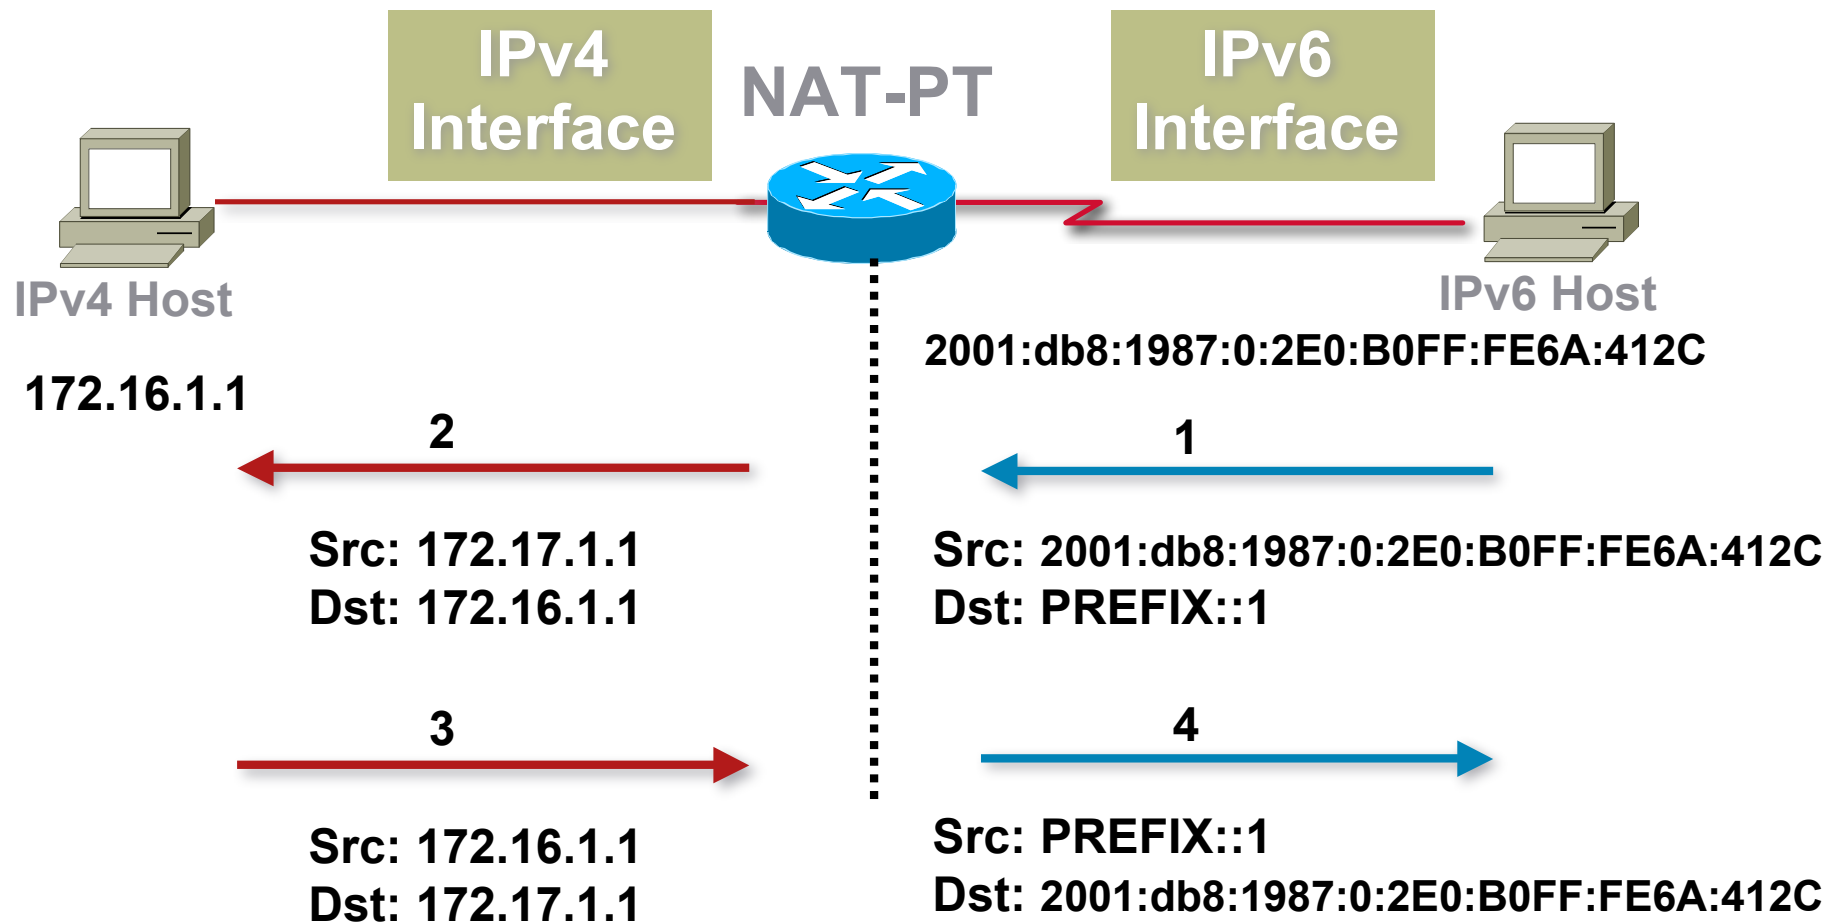 IPv4
Interface
NAT-PT
IPv6
Interface
IPv4 Host
IPv6 Host
172.16.1.1
2001:db8:1987:0:2E0:B0FF:FE6A:412C
2
1
Src: 172.17.1.1
Dst: 172.16.1.1
Src: 2001:db8:1987:0:2E0:B0FF:FE6A:412C
Dst: PREFIX::1
3
4
Src: 172.16.1.1
Dst: 172.17.1.1
Src: PREFIX::1
Dst: 2001:db8:1987:0:2E0:B0FF:FE6A:412C